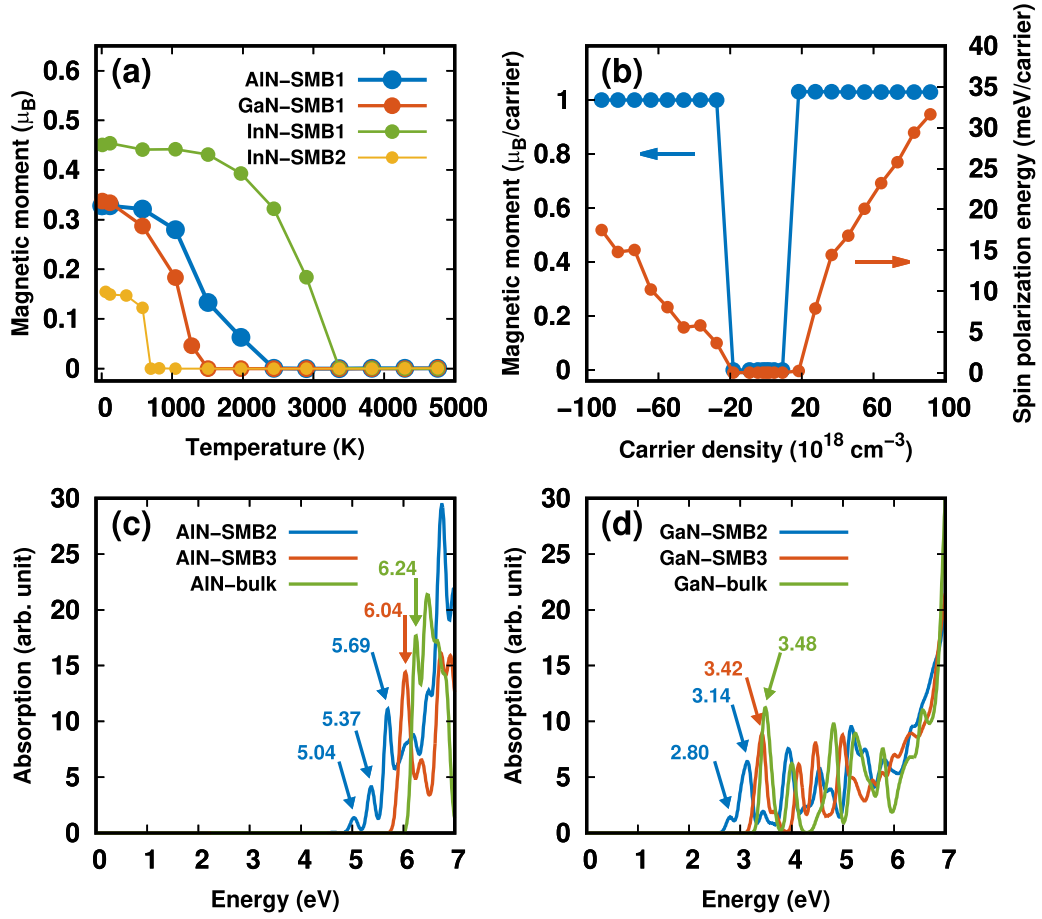 (a)
AlN−SMB1
GaN−SMB1
InN−SMB1
InN−SMB2
Magnetic moment (μB)
0.6
0.5
0.4
0.3
0.2
0.1
0
0 1000 2000 3000 4000 5000
Temperature (K)
(b)
Magnetic moment (μB/carrier)
1
0.8
0.6
0.4
0.2
0
Spin polarization energy (meV/carrier)
40
35
30
25
20
15
10
5
0
−100 −60 −20 20 60 100
Carrier density (10^18 cm^−3)
(c)
AlN−SMB2
AlN−SMB3
AlN−bulk
Absorption (arb. unit)
30
25
20
15
10
5
0
6.24
6.04
5.69
5.37
5.04
0 1 2 3 4 5 6 7
Energy (eV)
(d)
GaN−SMB2
GaN−SMB3
GaN−bulk
Absorption (arb. unit)
30
25
20
15
10
5
0
3.48
3.42
3.14
2.80
0 1 2 3 4 5 6 7
Energy (eV)